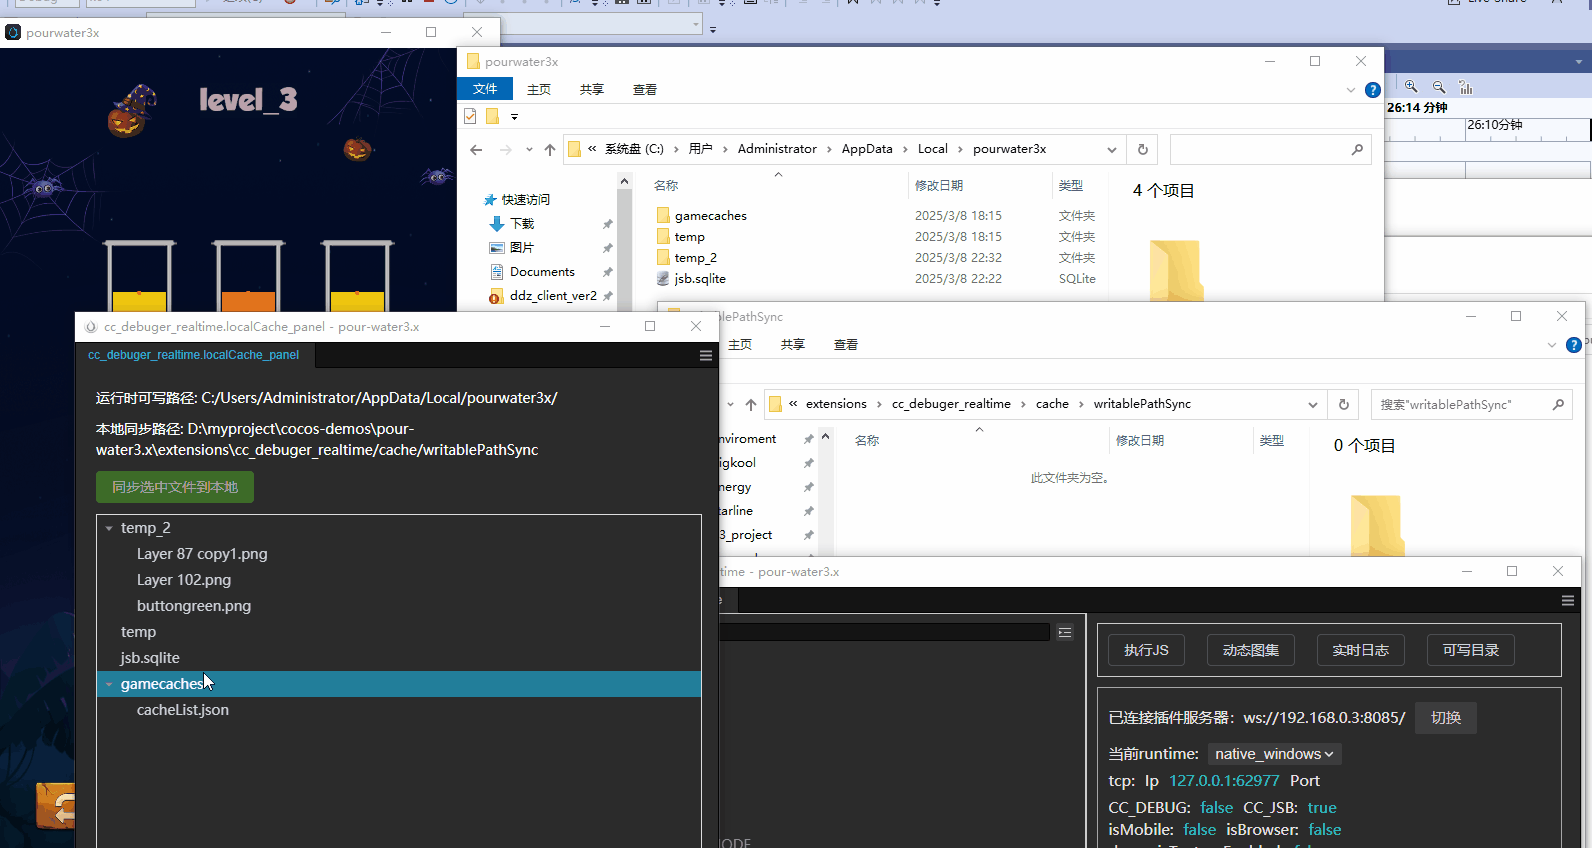 pourwater3x
level_3
pourwater3x
文件
主页
共享
查看
« 系统盘 (C:) › 用户 › Administrator › AppData › Local › pourwater3x
快速访问
下载
图片
Documents
ddz_client_ver2
名称
修改日期
类型
gamecaches
2025/3/8 18:15
文件夹
temp
2025/3/8 18:15
文件夹
temp_2
2025/3/8 22:32
文件夹
jsb.sqlite
2025/3/8 22:22
SQLite
4 个项目
26:14 分钟
26:10分钟
ablePathSync
主页
共享
查看
« extensions › cc_debuger_realtime › cache › writablePathSync
搜索"writablePathSync"
nviroment
igkool
nergy
tarline
3_project
名称
修改日期
类型
此文件夹为空。
0 个项目
cc_debuger_realtime.localCache_panel - pour-water3.x
cc_debuger_realtime.localCache_panel
运行时可写路径: C:/Users/Administrator/AppData/Local/pourwater3x/
本地同步路径: D:\myproject\cocos-demos\pour-
water3.x\extensions\cc_debuger_realtime/cache/writablePathSync
同步选中文件到本地
temp_2
Layer 87 copy1.png
Layer 102.png
buttongreen.png
temp
jsb.sqlite
gamecaches
cacheList.json
time - pour-water3.x
执行JS
动态图集
实时日志
可写目录
已连接插件服务器: ws://192.168.0.3:8085/
切换
当前runtime: native_windows
tcp: Ip 127.0.0.1:62977 Port
CC_DEBUG: false CC_JSB: true
isMobile: false isBrowser: false